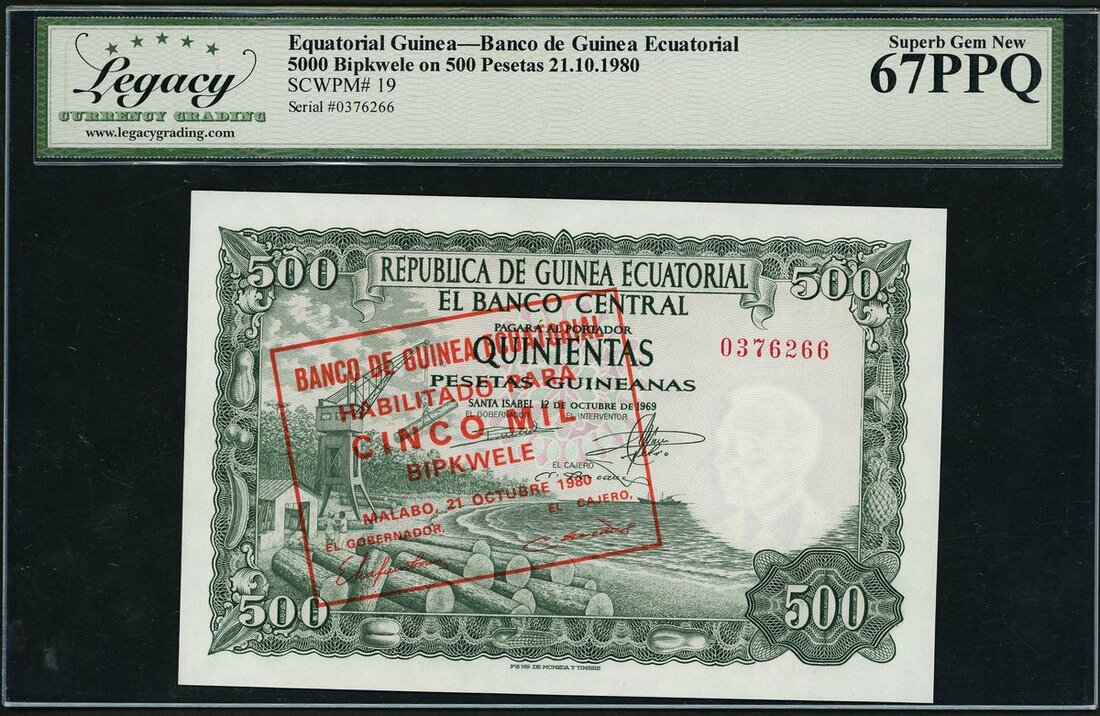 Legacy
CURRENCY GRADING
www.legacygrading.com
Equatorial Guinea—Banco de Guinea Ecuatorial
5000 Bipkwele on 500 Pesetas 21.10.1980
SCWPM# 19
Serial #0376266
Superb Gem New
67PPQ
500
REPUBLICA DE GUINEA ECUATORIAL
500
EL BANCO CENTRAL
PAGARÁ AL PORTADOR
QUINIENTAS
0376266
PESETAS GUINEANAS
SANTA ISABEL 12 DE OCTUBRE DE 1969
EL GOBERNADOR
EL INTERVENTOR
EL CAJERO
BANCO DE GUINEA ECUATORIAL
HABILITADO PARA
CINCO MIL
BIPKWELE
MALABO, 21 OCTUBRE 1980
EL GOBERNADOR,
EL CAJERO,
500
500